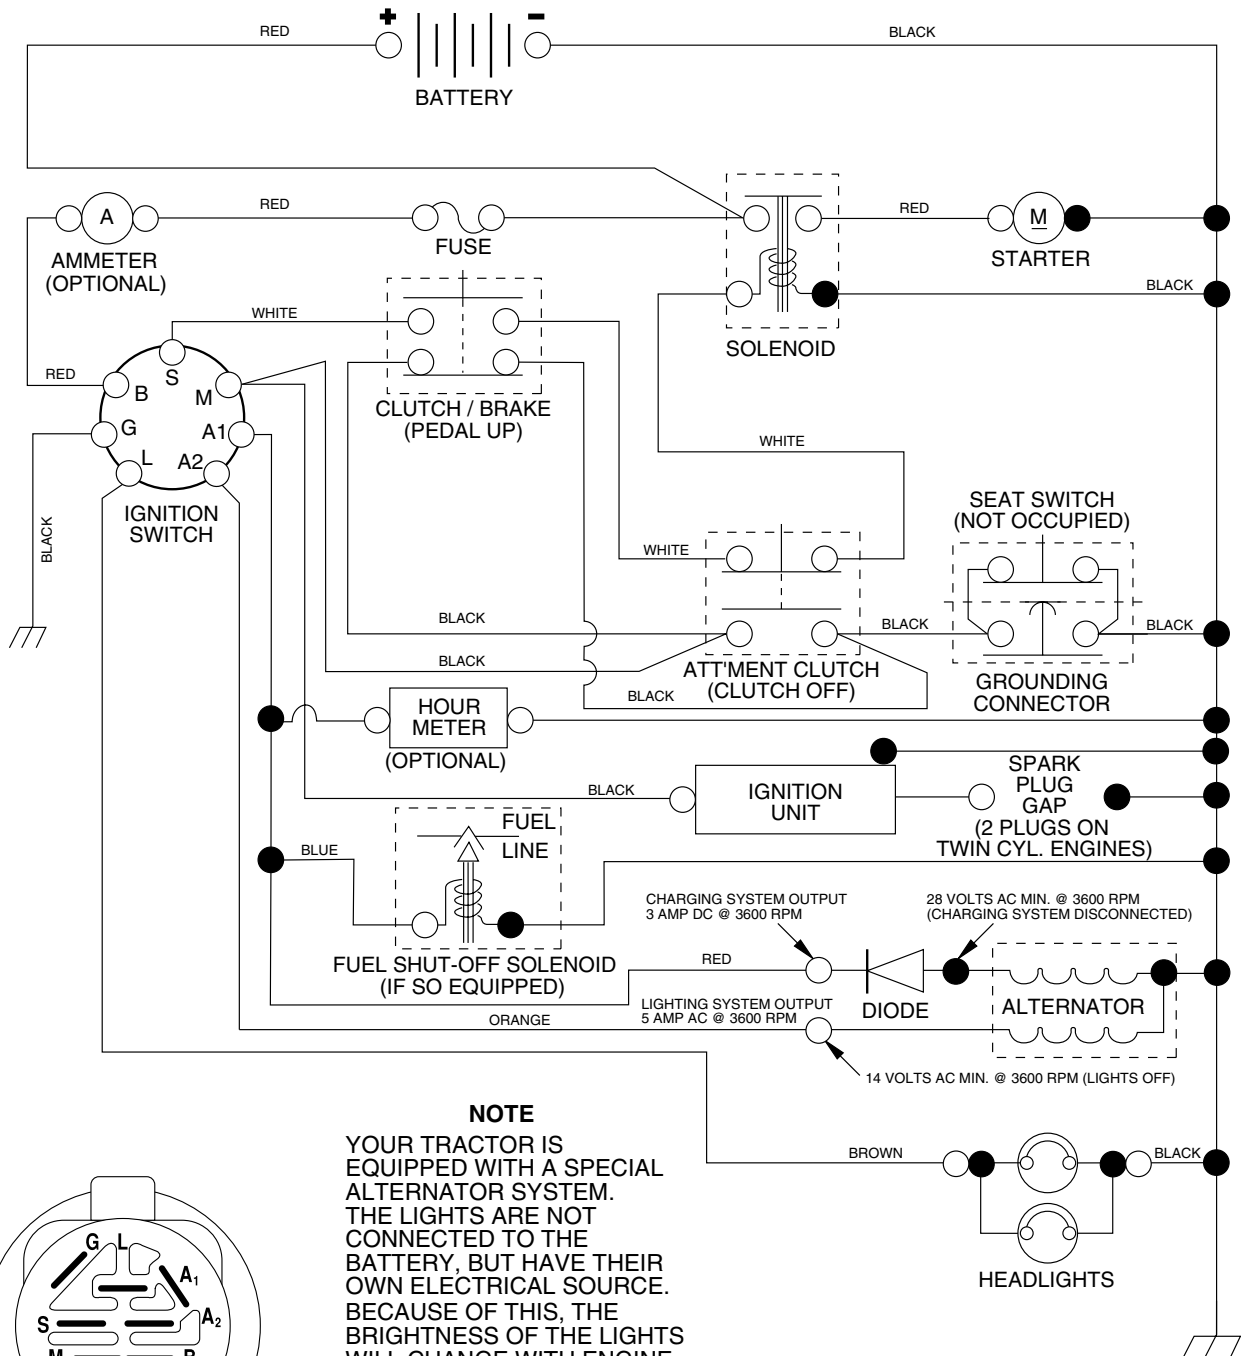 + -
RED
BLACK
BATTERY
A
RED
RED
M
AMMETER
(OPTIONAL)
FUSE
STARTER
BLACK
WHITE
SOLENOID
RED
S
B
M
CLUTCH / BRAKE
(PEDAL UP)
G
A1
L
A2
WHITE
IGNITION
SWITCH
BLACK
SEAT SWITCH
(NOT OCCUPIED)
WHITE
BLACK
BLACK
BLACK
BLACK
ATT'MENT CLUTCH
(CLUTCH OFF)
BLACK
GROUNDING
CONNECTOR
HOUR
METER
(OPTIONAL)
SPARK
PLUG
GAP
(2 PLUGS ON
TWIN CYL. ENGINES)
BLACK
IGNITION
UNIT
FUEL
LINE
BLUE
CHARGING SYSTEM OUTPUT
3 AMP DC @ 3600 RPM
28 VOLTS AC MIN. @ 3600 RPM
(CHARGING SYSTEM DISCONNECTED)
FUEL SHUT-OFF SOLENOID
(IF SO EQUIPPED)
RED
DIODE
ALTERNATOR
LIGHTING SYSTEM OUTPUT
5 AMP AC @ 3600 RPM
ORANGE
14 VOLTS AC MIN. @ 3600 RPM (LIGHTS OFF)
NOTE
YOUR TRACTOR IS
EQUIPPED WITH A SPECIAL
ALTERNATOR SYSTEM.
THE LIGHTS ARE NOT
CONNECTED TO THE
BATTERY, BUT HAVE THEIR
OWN ELECTRICAL SOURCE.
BECAUSE OF THIS, THE
BRIGHTNESS OF THE LIGHTS
WILL CHANGE WITH ENGINE
BROWN
BLACK
HEADLIGHTS
G L
A1
A2
S
M
B